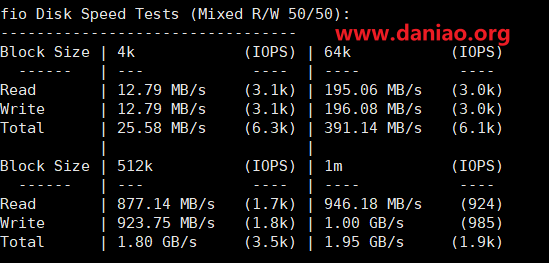 fio Disk Speed Tests (Mixed R/W 50/50):
---------------------------------
www.daniao.org
Block Size | 4k            (IOPS) | 64k           (IOPS)
  ------   | ---            ----  | ----           ----
Read       | 12.79 MB/s    (3.1k) | 195.06 MB/s   (3.0k)
Write      | 12.79 MB/s    (3.1k) | 196.08 MB/s   (3.0k)
Total      | 25.58 MB/s    (6.3k) | 391.14 MB/s   (6.1k)
           |                      |
Block Size | 512k          (IOPS) | 1m            (IOPS)
  ------   | ---            ----  | ----           ----
Read       | 877.14 MB/s   (1.7k) | 946.18 MB/s    (924)
Write      | 923.75 MB/s   (1.8k) | 1.00 GB/s      (985)
Total      | 1.80 GB/s     (3.5k) | 1.95 GB/s     (1.9k)